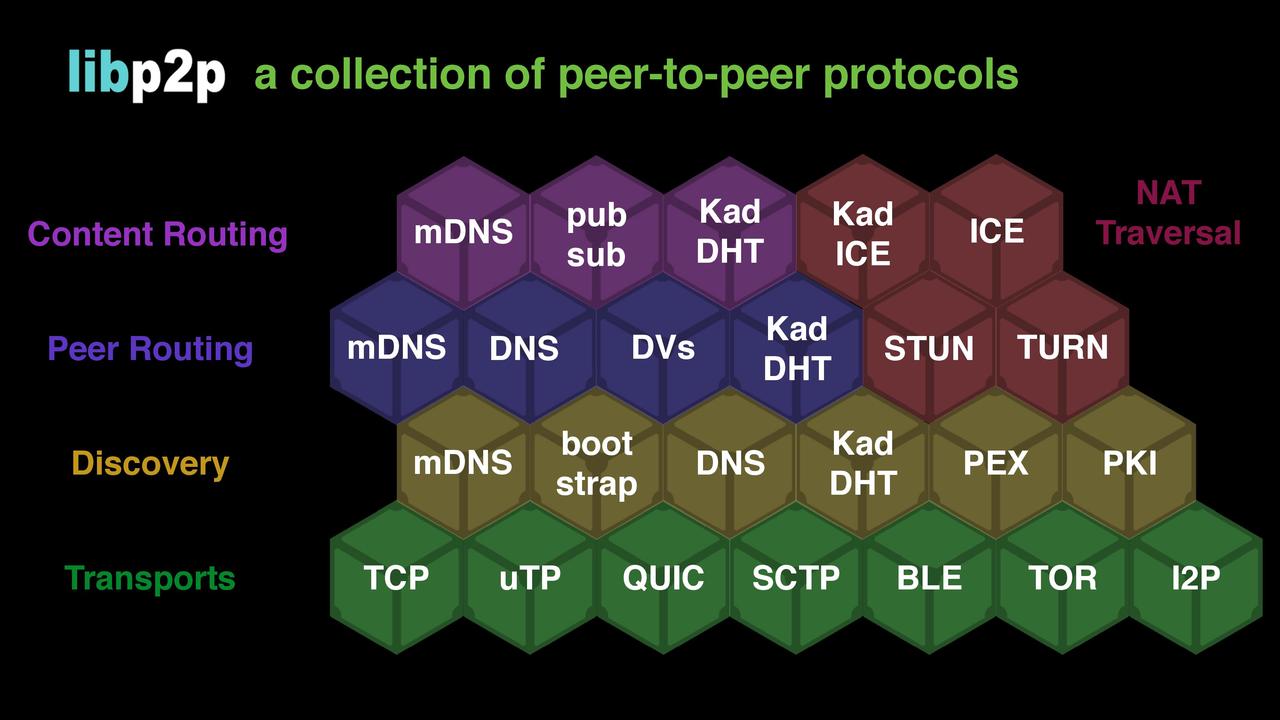 libp2p a collection of peer-to-peer protocols
Content Routing
mDNS
pub
sub
Kad
DHT
Kad
ICE
ICE
NAT
Traversal
Peer Routing
mDNS
DNS
DVs
Kad
DHT
STUN
TURN
Discovery
mDNS
boot
strap
DNS
Kad
DHT
PEX
PKI
Transports
TCP
uTP
QUIC
SCTP
BLE
TOR
I2P